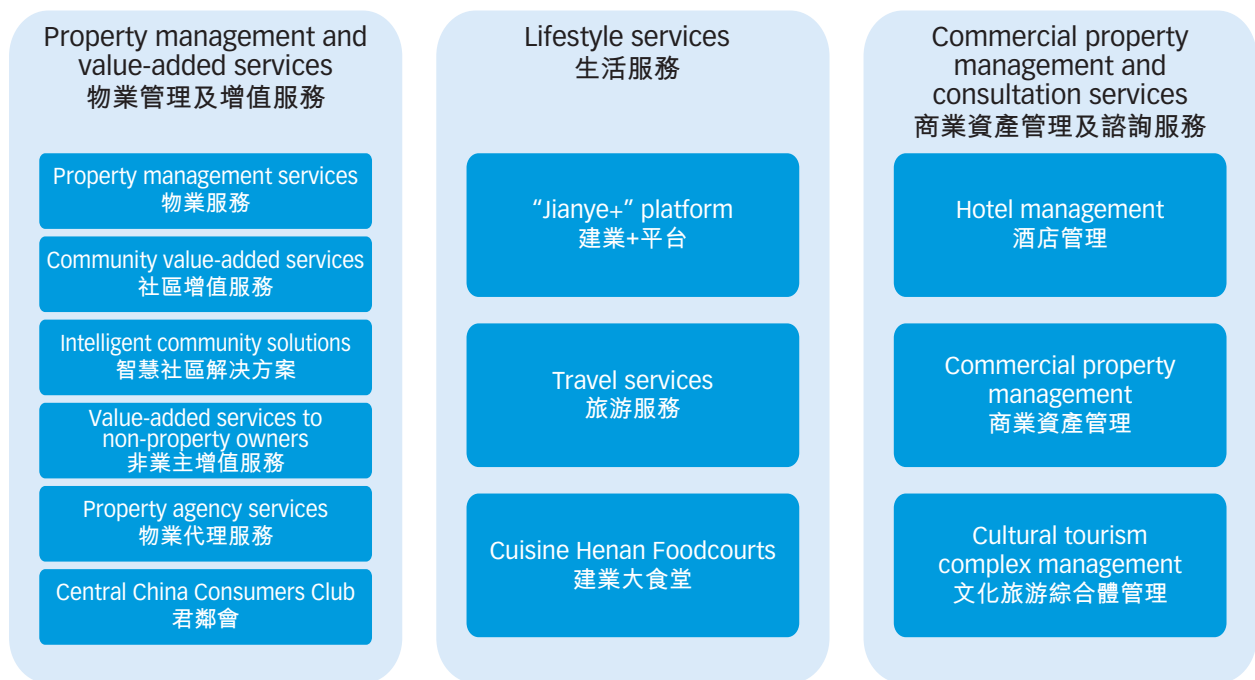 Property management and
value-added services
物業管理及增值服務
Property management services
物業服務
Community value-added services
社區增值服務
Intelligent community solutions
智慧社區解决方案
Value-added services to
non-property owners
非業主增值服務
Property agency services
物業代理服務
Central China Consumers Club
君鄰會
Lifestyle services
生活服務
“Jianye+” platform
建業+平台
Travel services
旅游服務
Cuisine Henan Foodcourts
建業大食堂
Commercial property
management and
consultation services
商業資產管理及諮詢服務
Hotel management
酒店管理
Commercial property
management
商業資產管理
Cultural tourism
complex management
文化旅游綜合體管理